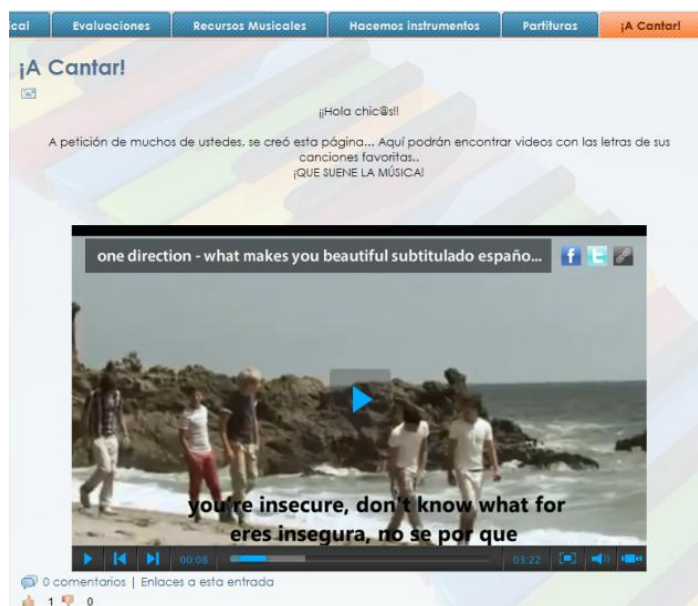 cal Evaluaciones Recursos Musicales Hacemos instrumentos Partituras ¡A Cantar!
¡A Cantar!
¡¡Hola chic@s!!
A petición de muchos de ustedes, se creó esta página... Aquí podrán encontrar videos con las letras de sus
canciones favoritas..
¡QUE SUENE LA MÚSICA!
one direction - what makes you beautiful subtitulado españo...
you're insecure, don't know what for
eres insegura, no se por que
00:08 03:22
0 comentarios | Enlaces a esta entrada
1 0